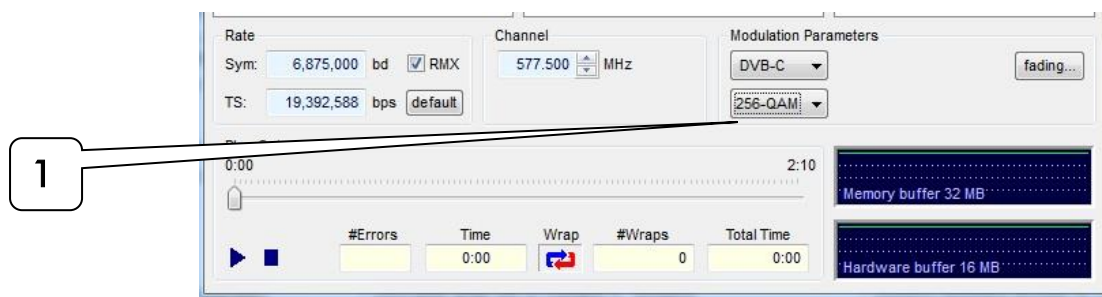 Rate
Channel
Modulation Parameters
Sym: 6,875,000 bd RMX
577.500 MHz
DVB-C
fading...
TS: 19,392,588 bps default
256-QAM
1
0:00
2:10
Memory buffer 32 MB
#Errors Time Wrap #Wraps Total Time
0:00 0 0:00
Hardware buffer 16 MB